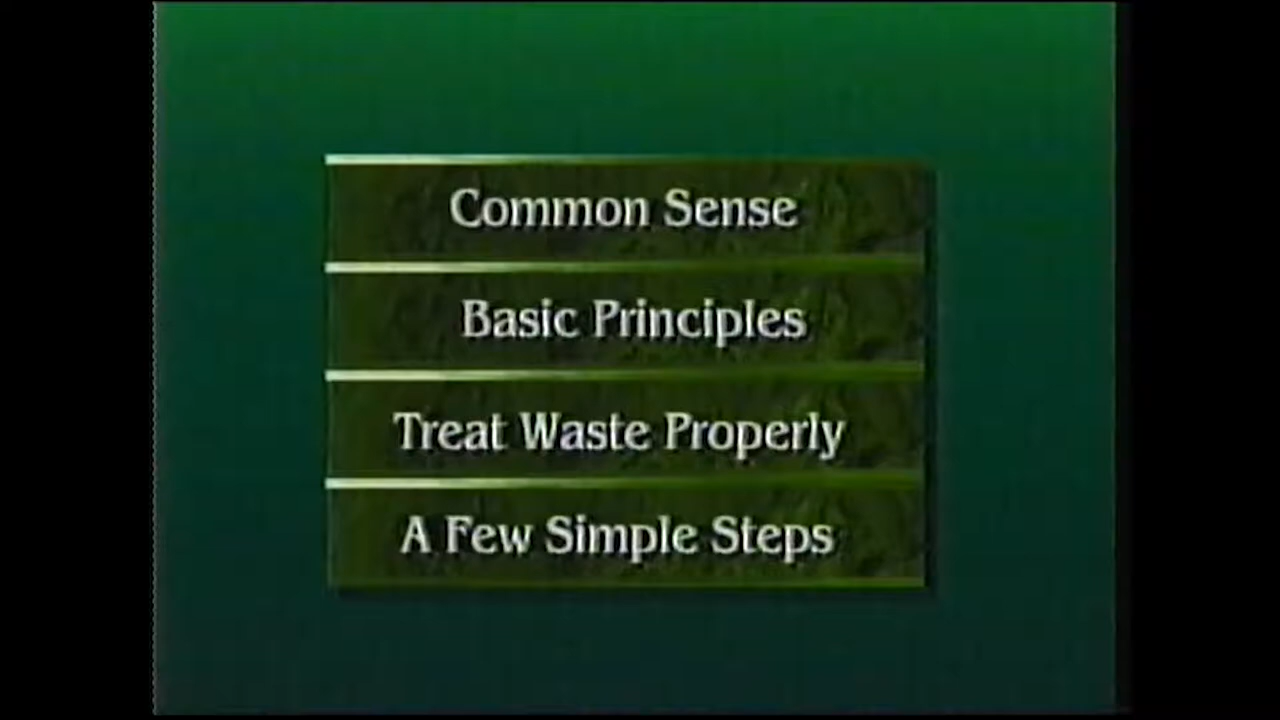 Common Sense
Basic Principles
Treat Waste Properly
A Few Simple Steps